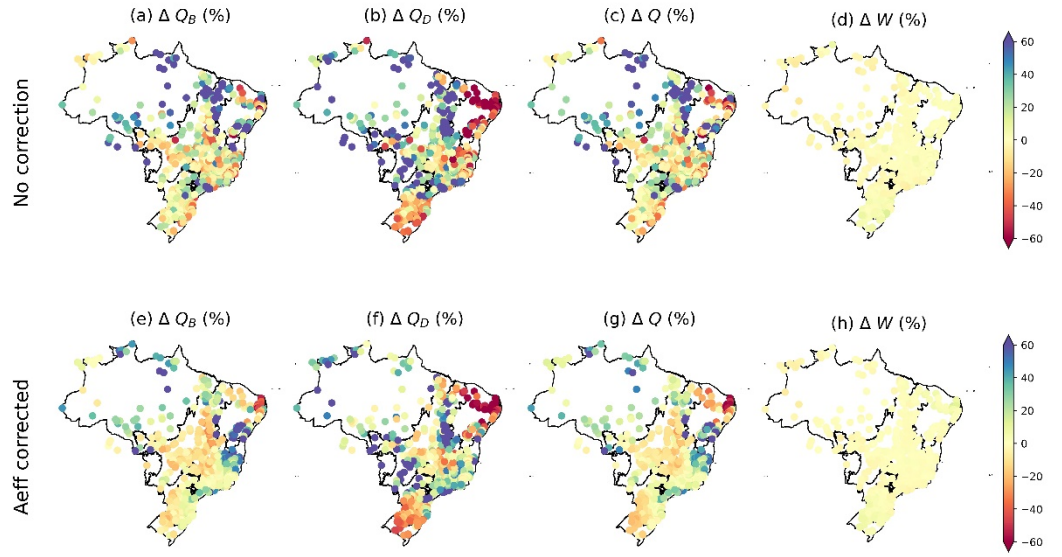 (a) Δ Q_B (%)
(b) Δ Q_D (%)
(c) Δ Q (%)
(d) Δ W (%)
No correction
60
40
20
0
−20
−40
−60
(e) Δ Q_B (%)
(f) Δ Q_D (%)
(g) Δ Q (%)
(h) Δ W (%)
Aeff corrected
60
40
20
0
−20
−40
−60